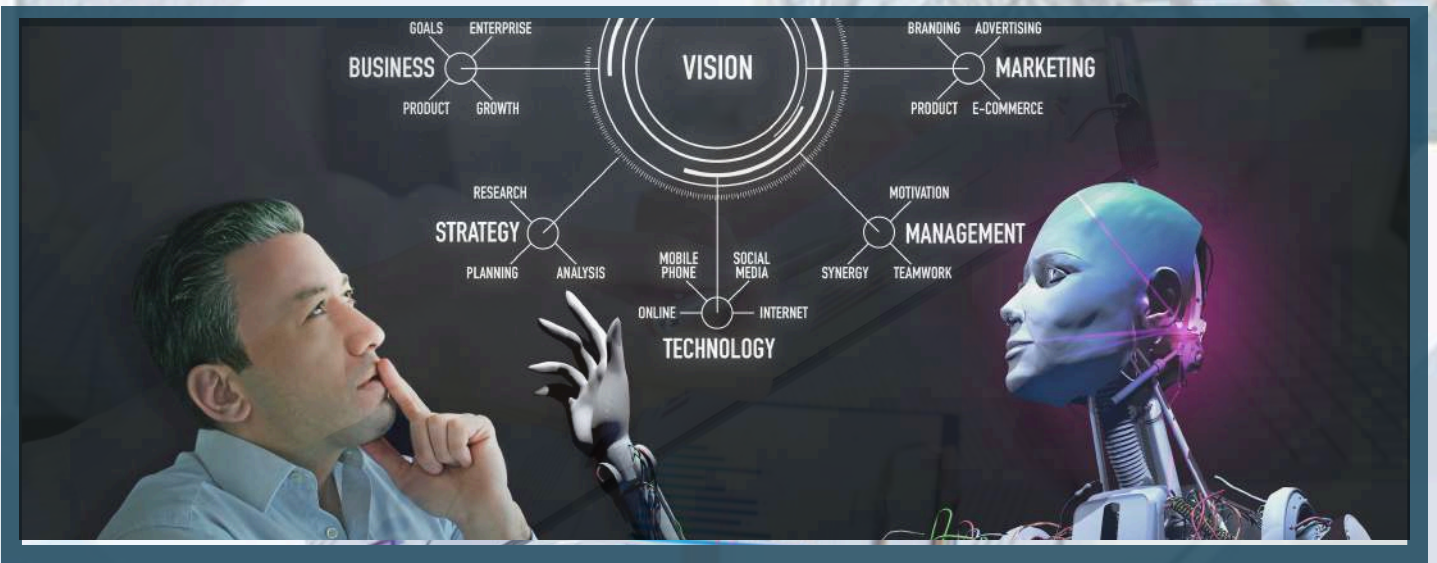 GOALS ENTERPRISE
BUSINESS
PRODUCT GROWTH
VISION
BRANDING ADVERTISING
MARKETING
PRODUCT E-COMMERCE
RESEARCH
STRATEGY
PLANNING ANALYSIS
MOBILE
PHONE
SOCIAL
MEDIA
ONLINE INTERNET
TECHNOLOGY
MOTIVATION
MANAGEMENT
SYNERGY TEAMWORK